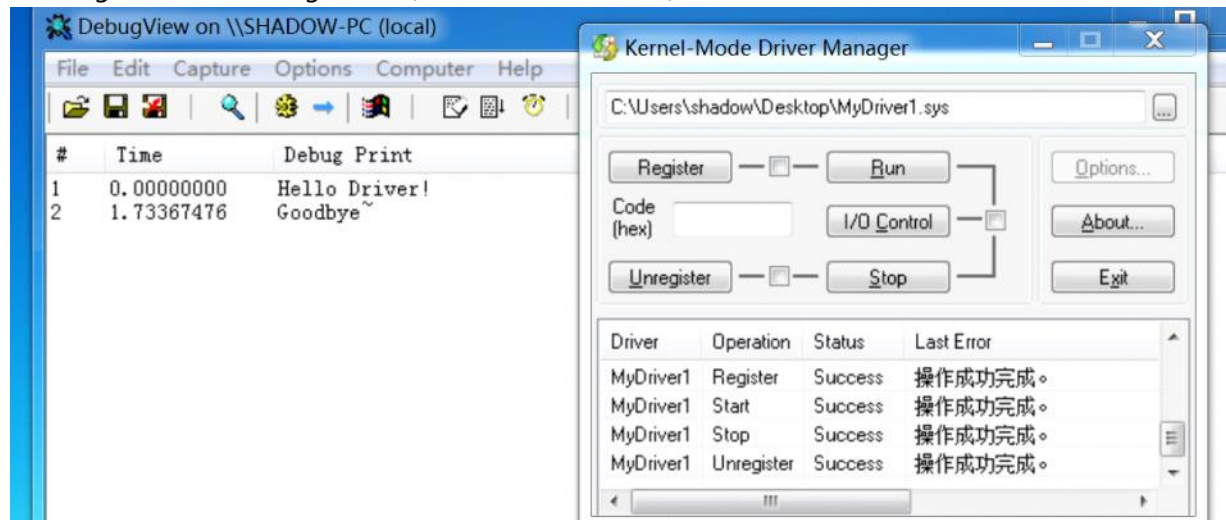 DebugView on \\SHADOW-PC (local)
File Edit Capture Options Computer Help
# Time Debug Print
1 0.00000000 Hello Driver!
2 1.73367476 Goodbye~
Kernel-Mode Driver Manager
C:\Users\shadow\Desktop\MyDriver1.sys
...
Register Run Options...
Code
(hex) I/O Control About...
Unregister Stop Exit
Driver Operation Status Last Error
MyDriver1 Register Success 操作成功完成。
MyDriver1 Start Success 操作成功完成。
MyDriver1 Stop Success 操作成功完成。
MyDriver1 Unregister Success 操作成功完成。